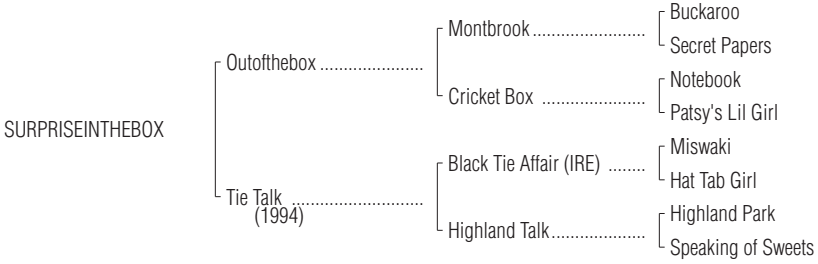 Buckaroo
Montbrook........................
Secret Papers
Outofthebox......................
Notebook
Cricket Box ......................
Patsy's Lil Girl
SURPRISEINTHEBOX
Miswaki
Black Tie Affair (IRE) ........
Hat Tab Girl
Tie Talk ............................
(1994)
Highland Park
Highland Talk....................
Speaking of Sweets